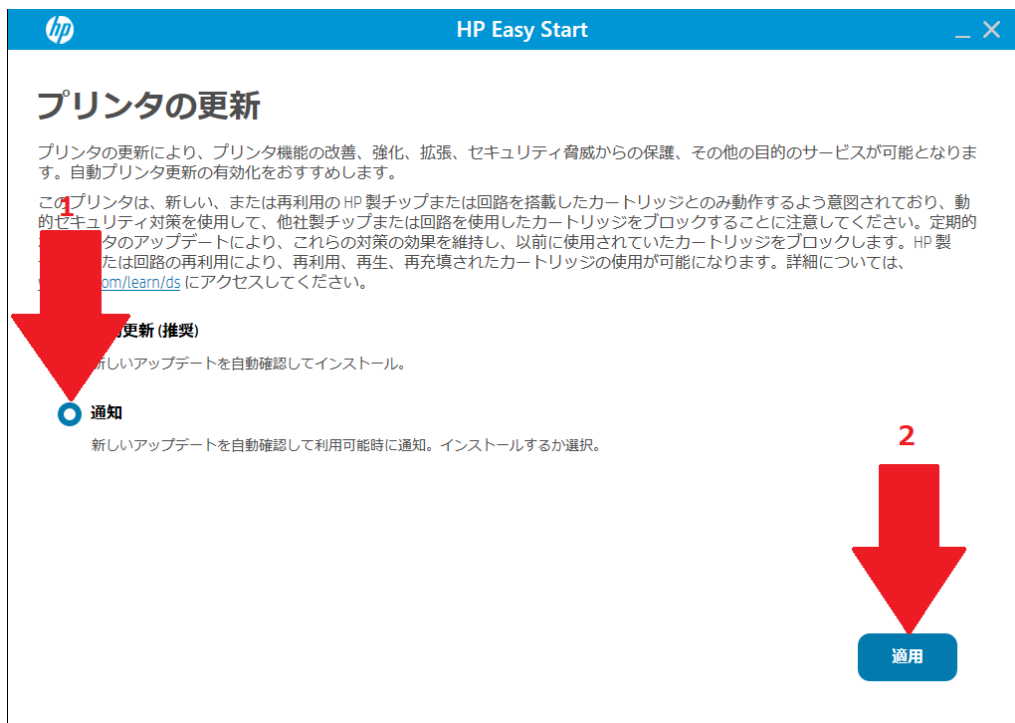 hp
HP Easy Start
プリンタの更新
プリンタの更新により、プリンタ機能の改善、強化、拡張、セキュリティ脅威からの保護、その他の目的のサービスが可能となりま
す。自動プリンタ更新の有効化をおすすめします。
このプリンタは、新しい、または再利用の HP 製チップまたは回路を搭載したカートリッジとのみ動作するよう意図されており、動
的セキュリティ対策を使用して、他社製チップまたは回路を使用したカートリッジをブロックすることに注意してください。定期的
タのアップデートにより、これらの対策の効果を維持し、以前に使用されていたカートリッジをブロックします。HP 製
たは回路の再利用により、再利用、再生、再充填されたカートリッジの使用が可能になります。詳細については、
om/learn/ds にアクセスしてください。
1
更新 (推奨)
新しいアップデートを自動確認してインストール。
通知
新しいアップデートを自動確認して利用可能時に通知。インストールするか選択。
2
適用